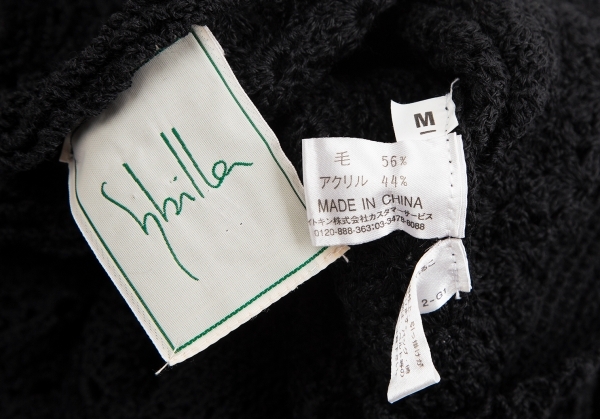 Sybilla
M
毛 56%
アクリル 44%
MADE IN CHINA
イトキン株式会社カスタマーサービス
0120-888-363:03-3478-8088
2-G